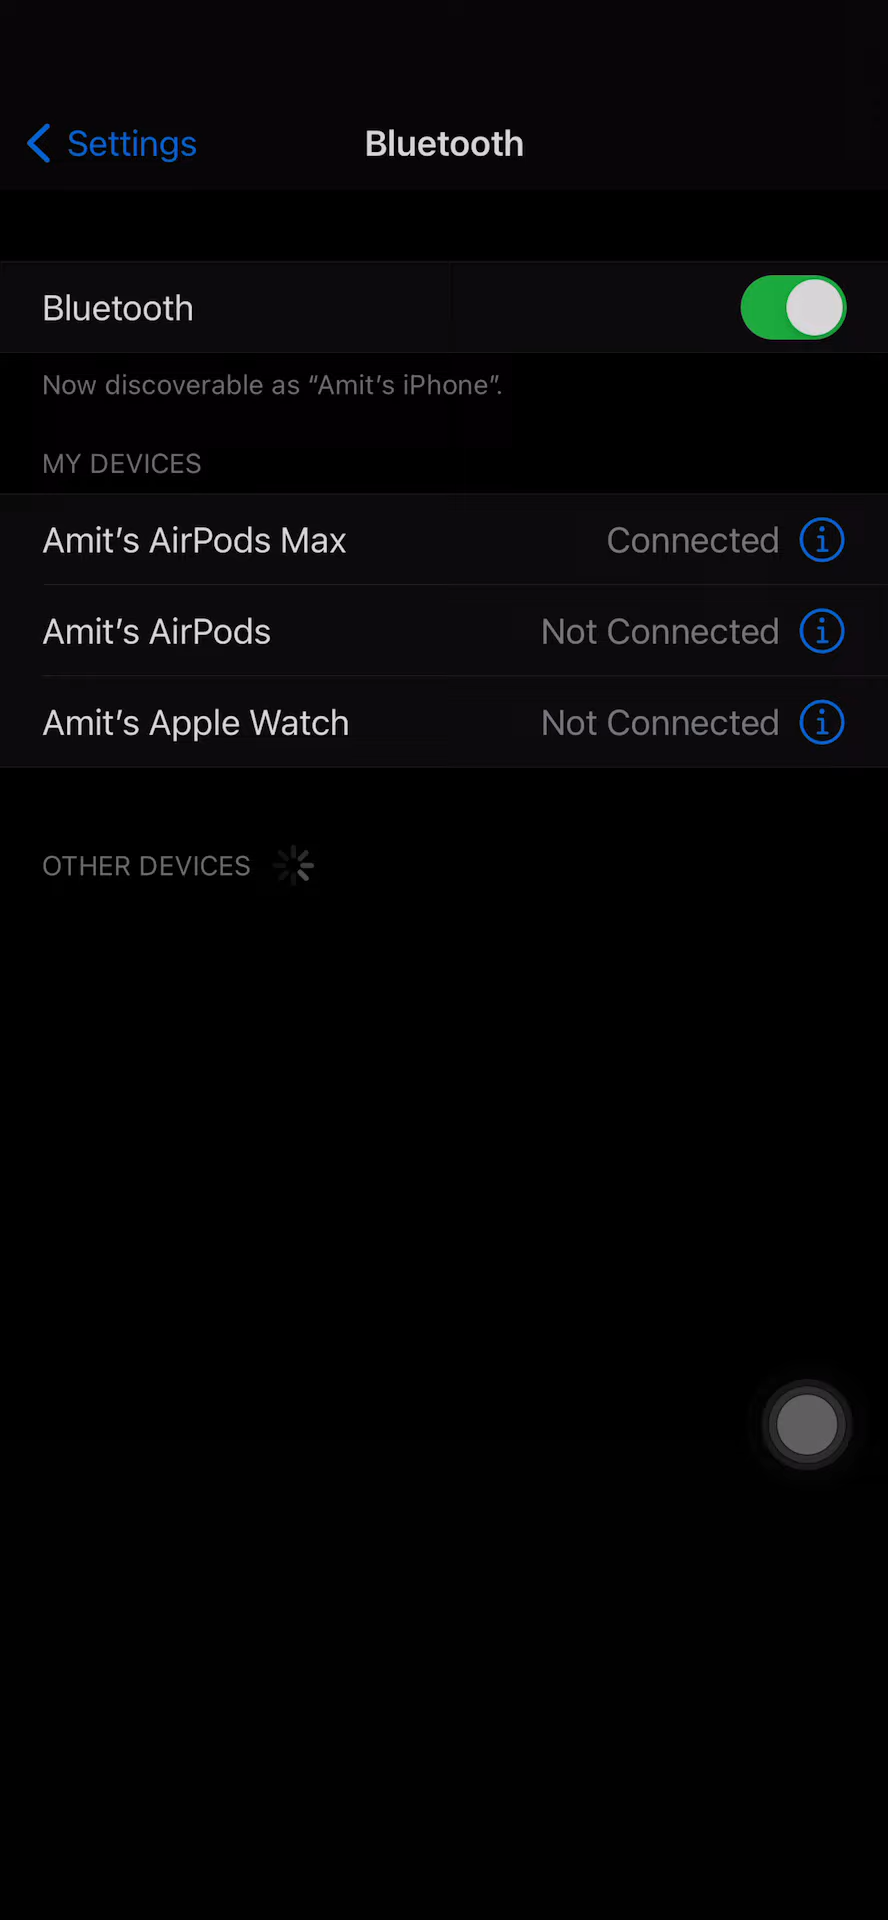 Settings
Bluetooth
Bluetooth
Now discoverable as “Amit’s iPhone”.
MY DEVICES
Amit’s AirPods Max Connected
Amit’s AirPods Not Connected
Amit’s Apple Watch Not Connected
OTHER DEVICES